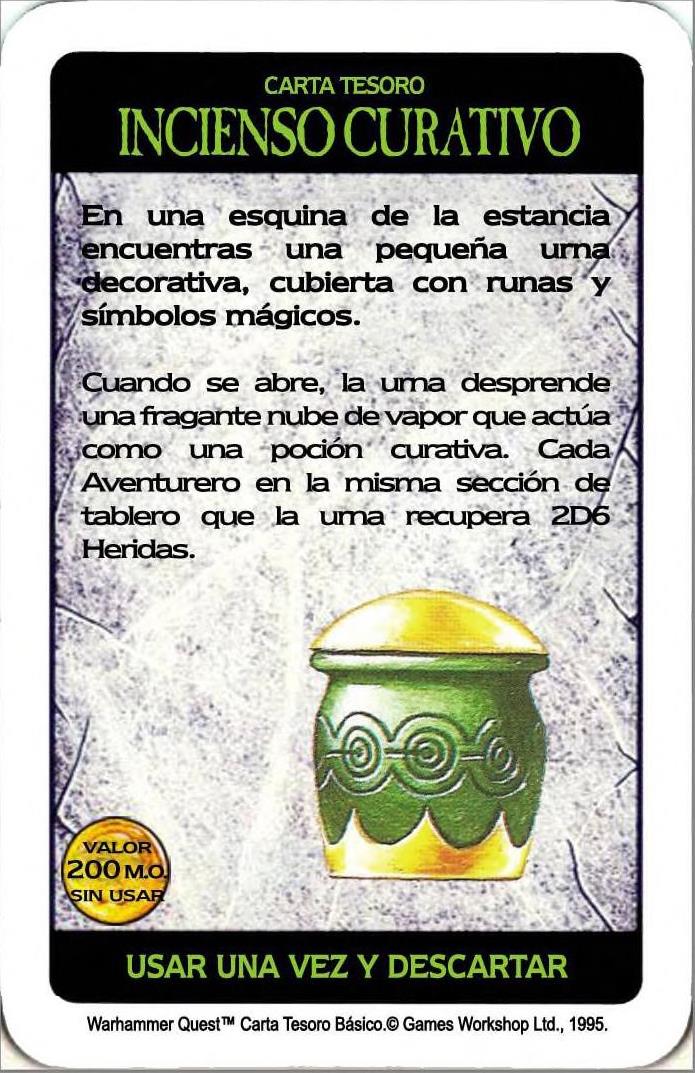 CARTA TESORO
INCIENSO CURATIVO
En una esquina de la estancia
encuentras una pequeña urna
decorativa, cubierta con runas y
símbolos mágicos.
Cuando se abre, la urna desprende
una fragante nube de vapor que actúa
como una poción curativa. Cada
Aventurero en la misma sección de
tablero que la urna recupera 2D6
Heridas.
VALOR
200 M.O.
SIN USAR
USAR UNA VEZ Y DESCARTAR
Warhammer Quest™ Carta Tesoro Básico.© Games Workshop Ltd., 1995.